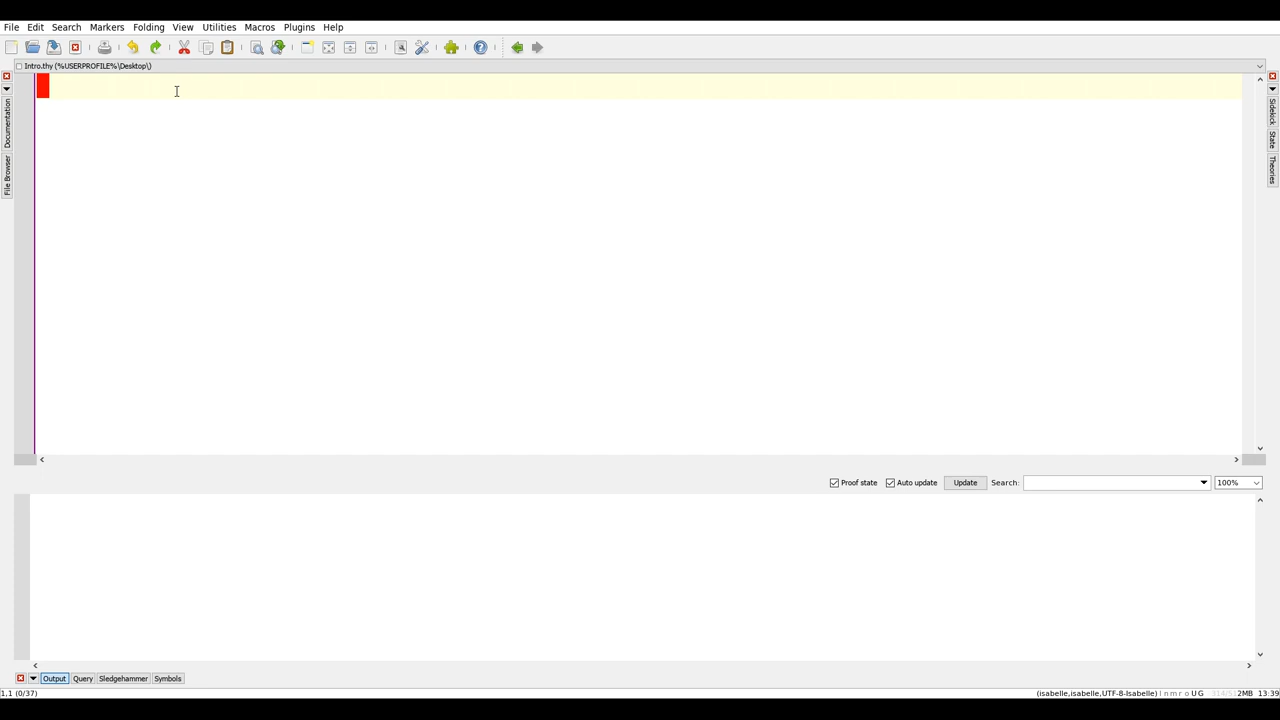 File Edit Search Markers Folding View Utilities Macros Plugins Help
Intro.thy (%USERPROFILE%\Desktop\)
Documentation
File Browser
Sidekick
State
Theories
Proof state Auto update Update Search: 100%
Output Query Sledgehammer Symbols
1,1 (0/37) (isabelle,isabelle,UTF-8-Isabelle) I n m r o U G 2MB 13:39